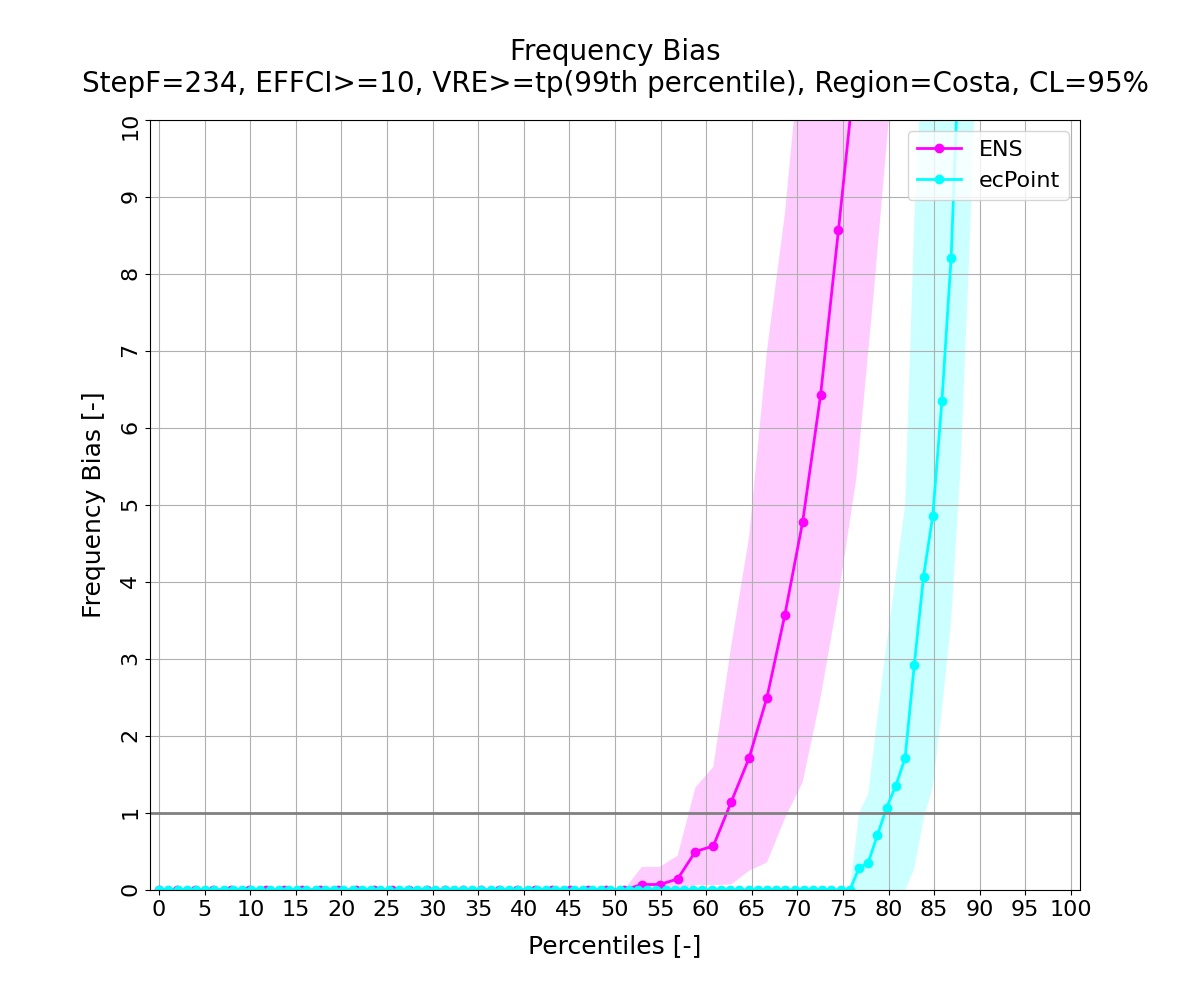 Frequency Bias
StepF=234, EFFCI>=10, VRE>=tp(99th percentile), Region=Costa, CL=95%
Frequency Bias [-]
10
9
8
7
6
5
4
3
2
1
0
ENS
ecPoint
0 5 10 15 20 25 30 35 40 45 50 55 60 65 70 75 80 85 90 95 100
Percentiles [-]